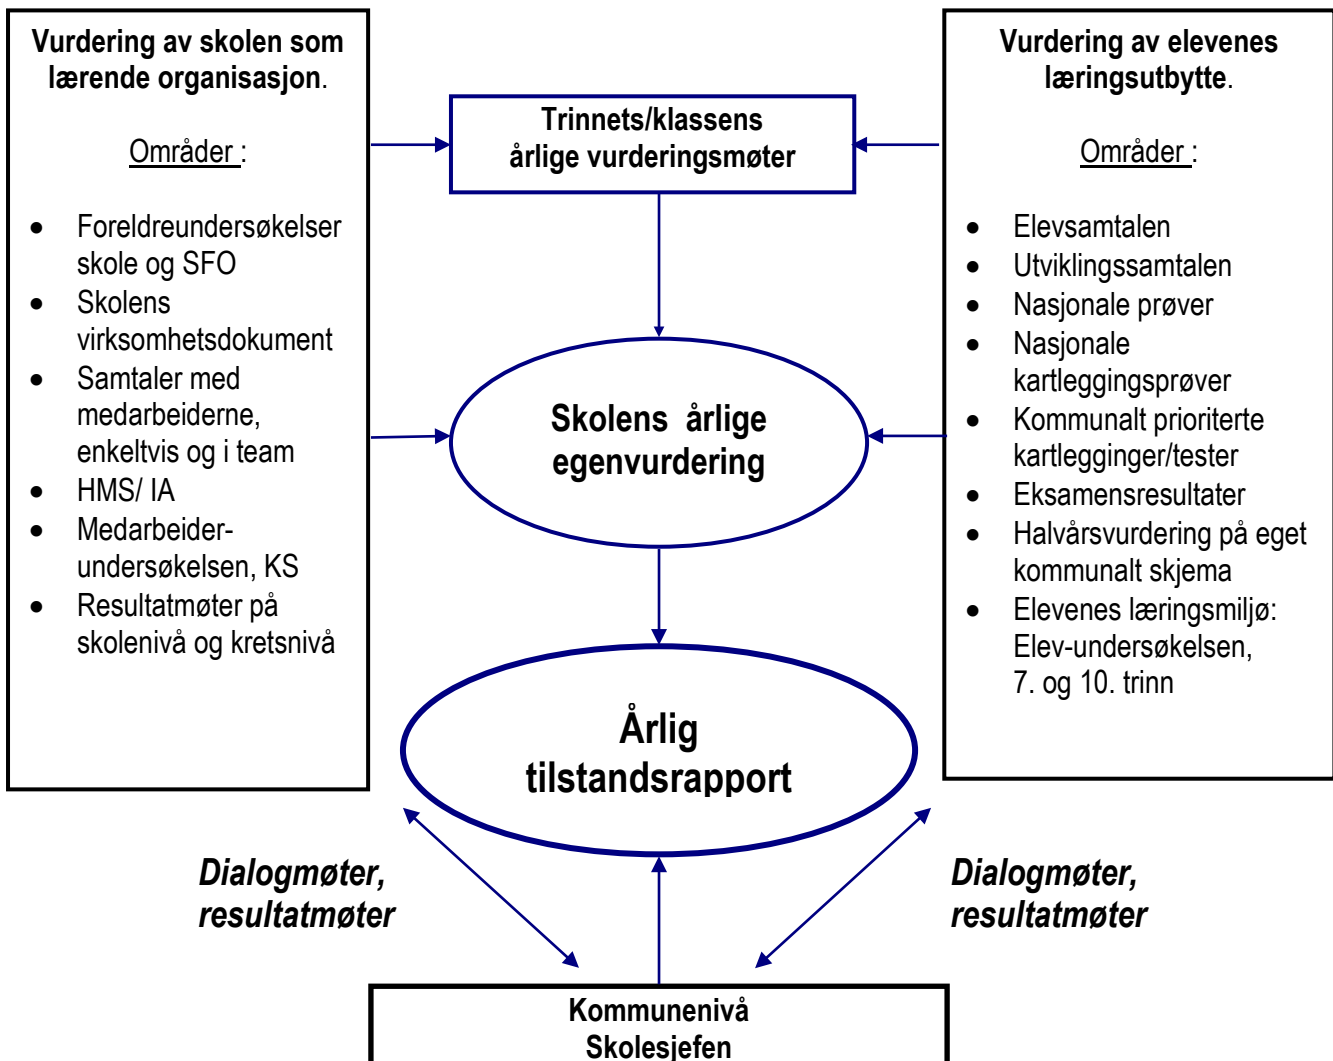 Vurdering av skolen som
lærende organisasjon.
Områder :
• Foreldreundersøkelser
skole og SFO
• Skolens
virksomhetsdokument
• Samtaler med
medarbeiderne,
enkeltvis og i team
• HMS/ IA
• Medarbeider-
undersøkelsen, KS
• Resultatmøter på
skolenivå og kretsnivå
Trinnets/klassens
årlige vurderingsmøter
Skolens årlige
egenvurdering
Årlig
tilstandsrapport
Vurdering av elevenes
læringsutbytte.
Områder :
• Elevsamtalen
• Utviklingssamtalen
• Nasjonale prøver
• Nasjonale
kartleggingsprøver
• Kommunalt prioriterte
kartlegginger/tester
• Eksamensresultater
• Halvårsvurdering på eget
kommunalt skjema
• Elevenes læringsmiljø:
Elev-undersøkelsen,
7. og 10. trinn
Dialogmøter,
resultatmøter
Dialogmøter,
resultatmøter
Kommunenivå
Skolesjefen